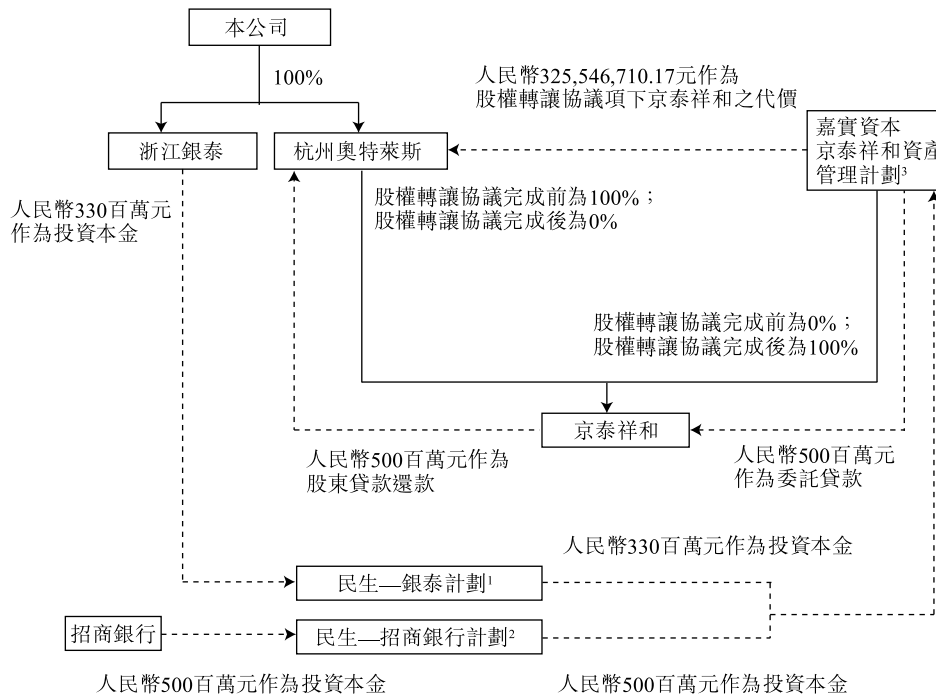 本公司
100%
人民幣325,546,710.17元作為
股權轉讓協議項下京泰祥和之代價
嘉實資本
京泰祥和資產
管理計劃3
浙江銀泰
杭州奧特萊斯
人民幣330百萬元
作為投資本金
股權轉讓協議完成前為100%；
股權轉讓協議完成後為0%
股權轉讓協議完成前為0%；
股權轉讓協議完成後為100%
京泰祥和
人民幣500百萬元作為
股東貸款還款
人民幣500百萬元
作為委託貸款
人民幣330百萬元作為投資本金
民生—銀泰計劃1
招商銀行
民生—招商銀行計劃2
人民幣500百萬元作為投資本金
人民幣500百萬元作為投資本金